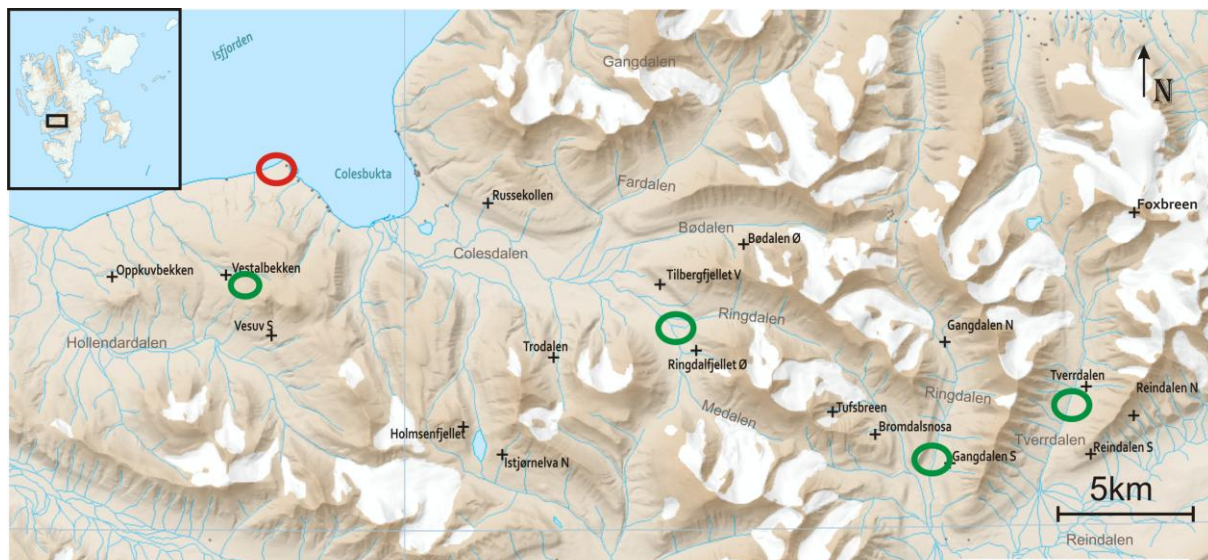 Isfjorden
Gangdalen
N
Colesbukta
Fardalen
Russekollen
Foxbreen
Bødalen
Bødalen Ø
Colesdalen
Oppkuvbekken
Vestalbekken
Tilbergfjellet V
Ringdalen
Vesuv S
Hollendardalen
Gangdalen N
Trodalen
Ringdalfjellet Ø
Tverrdalen
Reindalen N
Ringdalen
Medalen
Tufsbreen
Holmsenfjellet
Bromdalsnosa
Tverrdalen
Reindalen S
Istjørnelva N
Gangdalen S
5km
Reindalen